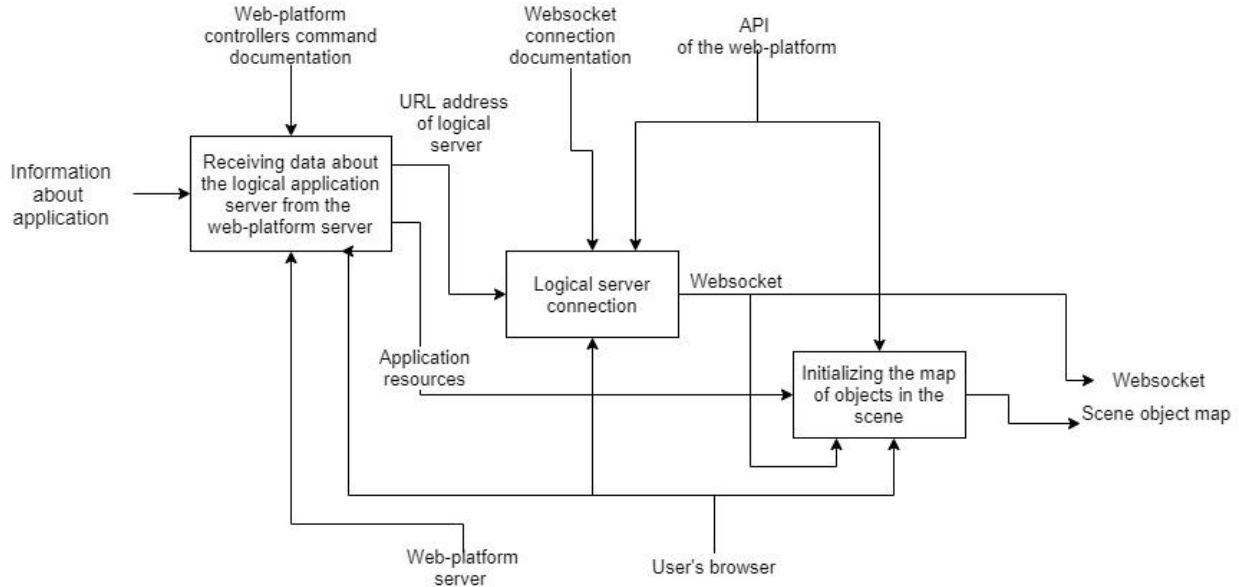 Web-platform
controllers command
documentation
Websocket
connection
documentation
API
of the web-platform
URL address
of logical
server
Information
about
application
Receiving data about
the logical application
server from the
web-platform server
Logical server
connection
Websocket
Application
resources
Initializing the map
of objects in the
scene
Websocket
Scene object map
Web-platform
server
User's browser